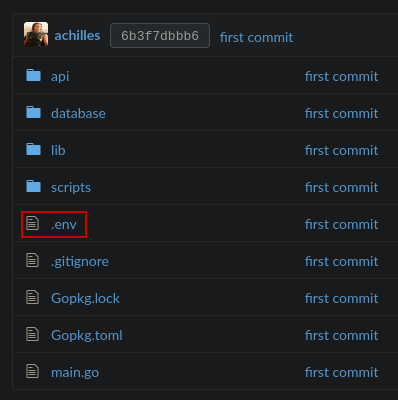 achilles 6b3f7dbbb6 first commit
api first commit
database first commit
lib first commit
scripts first commit
.env first commit
.gitignore first commit
Gopkg.lock first commit
Gopkg.toml first commit
main.go first commit